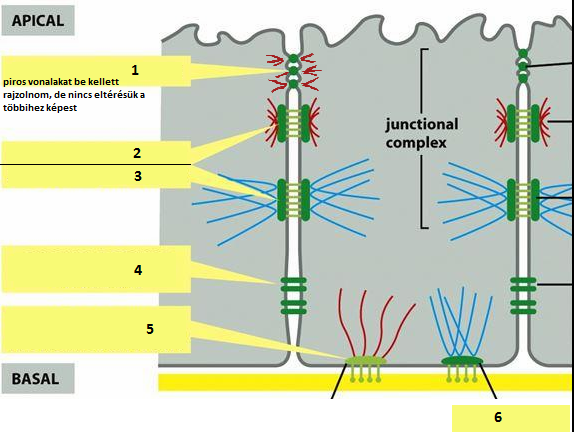 APICAL
1
piros vonalakat be kellett
rajzolnom, de nincs eltérésük a
többihez képest
2
3
junctional
complex
4
5
BASAL
6